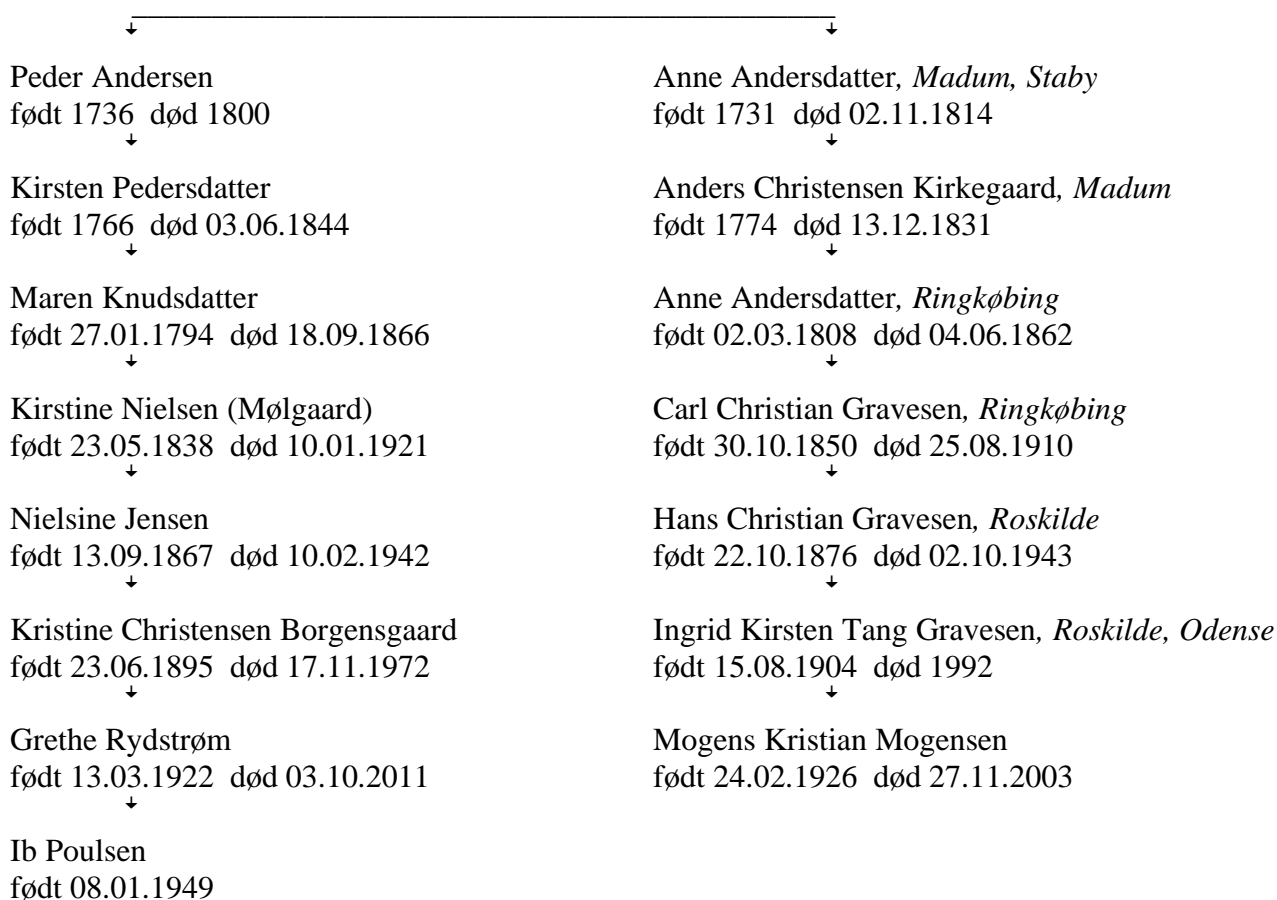 Peder Andersen
født 1736 død 1800
Kirsten Pedersdatter
født 1766 død 03.06.1844
Maren Knudsdatter
født 27.01.1794 død 18.09.1866
Kirstine Nielsen (Mølgaard)
født 23.05.1838 død 10.01.1921
Nielsine Jensen
født 13.09.1867 død 10.02.1942
Kristine Christensen Borgensgaard
født 23.06.1895 død 17.11.1972
Grethe Rydstrøm
født 13.03.1922 død 03.10.2011
Ib Poulsen
født 08.01.1949
Anne Andersdatter, Madum, Staby
født 1731 død 02.11.1814
Anders Christensen Kirkegaard, Madum
født 1774 død 13.12.1831
Anne Andersdatter, Ringkøbing
født 02.03.1808 død 04.06.1862
Carl Christian Gravesen, Ringkøbing
født 30.10.1850 død 25.08.1910
Hans Christian Gravesen, Roskilde
født 22.10.1876 død 02.10.1943
Ingrid Kirsten Tang Gravesen, Roskilde, Odense
født 15.08.1904 død 1992
Mogens Kristian Mogensen
født 24.02.1926 død 27.11.2003